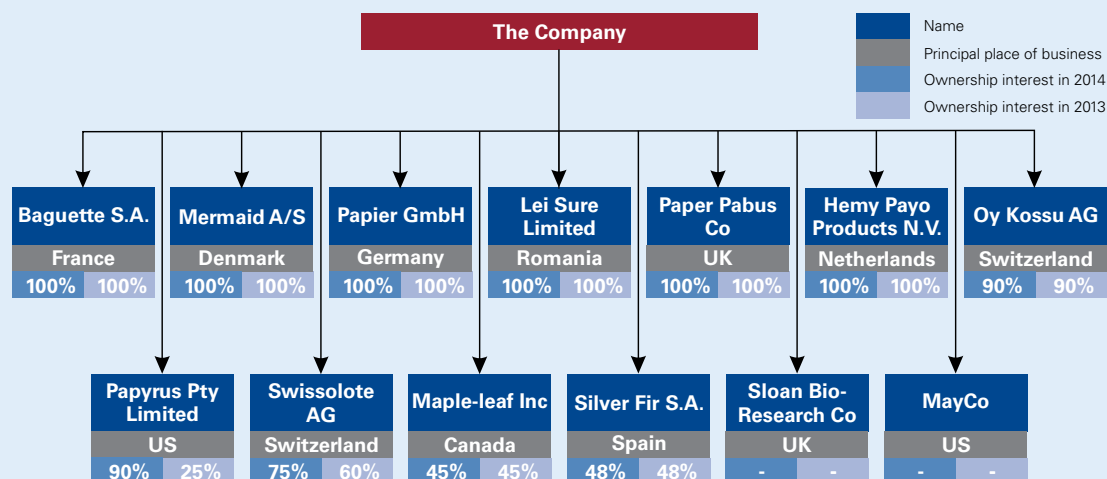 The Company
Name
Principal place of business
Ownership interest in 2014
Ownership interest in 2013
Baguette S.A.
France
100% 100%
Mermaid A/S
Denmark
100% 100%
Papier GmbH
Germany
100% 100%
Lei Sure
Limited
Romania
100% 100%
Paper Pabus
Co
UK
100% 100%
Hemy Payo
Products N.V.
Netherlands
100% 100%
Oy Kossu AG
Switzerland
90% 90%
Papyrus Pty
Limited
US
90% 25%
Swissolote
AG
Switzerland
75% 60%
Maple-leaf Inc
Canada
45% 45%
Silver Fir S.A.
Spain
48% 48%
Sloan Bio-
Research Co
UK
- -
MayCo
US
- -